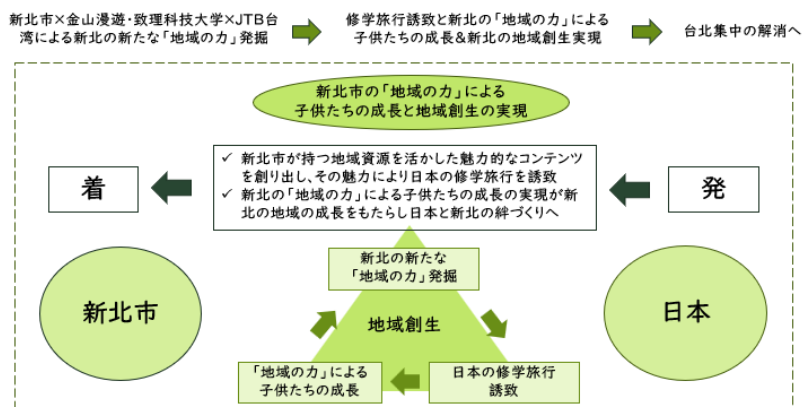 新北市×金山漫遊・致理科技大学×JTB台
湾による新北の新たな「地域の力」発掘
修学旅行誘致と新北の「地域の力」による
子供たちの成長&新北の地域創生実現
台北集中の解消へ
新北市の「地域の力」による
子供たちの成長と地域創生の実現
着
✓ 新北市が持つ地域資源を活かした魅力的なコンテンツ
を創り出し、その魅力により日本の修学旅行を誘致
✓ 新北の「地域の力」による子供たちの成長の実現が新
北の地域の成長をもたらし日本と新北の絆づくりへ
発
新北市
新北の新たな
「地域の力」発掘
地域創生
「地域の力」による
子供たちの成長
日本の修学旅行
誘致
日本